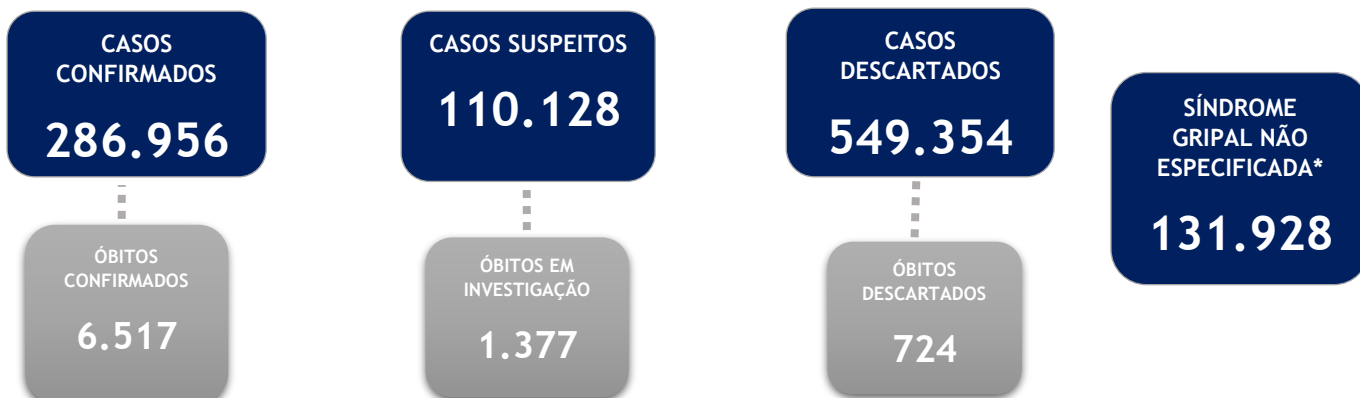 CASOS
CONFIRMADOS
286.956
ÓBITOS
CONFIRMADOS
6.517
CASOS SUSPEITOS
110.128
ÓBITOS EM
INVESTIGAÇÃO
1.377
CASOS
DESCARTADOS
549.354
ÓBITOS
DESCARTADOS
724
SÍNDROME
GRIPAL NÃO
ESPECIFICADA*
131.928